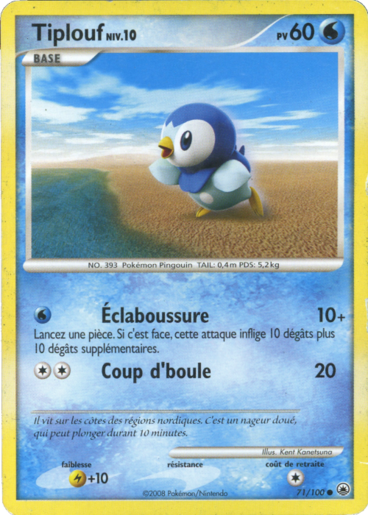 Tiplouf NIV.10 PV 60
BASE
NO. 393 Pokémon Pingouin TAIL: 0,4m PDS: 5,2kg
Éclaboussure 10+
Lancez une pièce. Si c'est face, cette attaque inflige 10 dégâts plus
10 dégâts supplémentaires.
Coup d'boule 20
Il vit sur les côtes des régions nordiques. C'est un nageur doué,
qui peut plonger durant 10 minutes.
Illus. Kent Kanetsuna
faiblesse résistance coût de retraite
+10
©2008 Pokémon/Nintendo 71/100